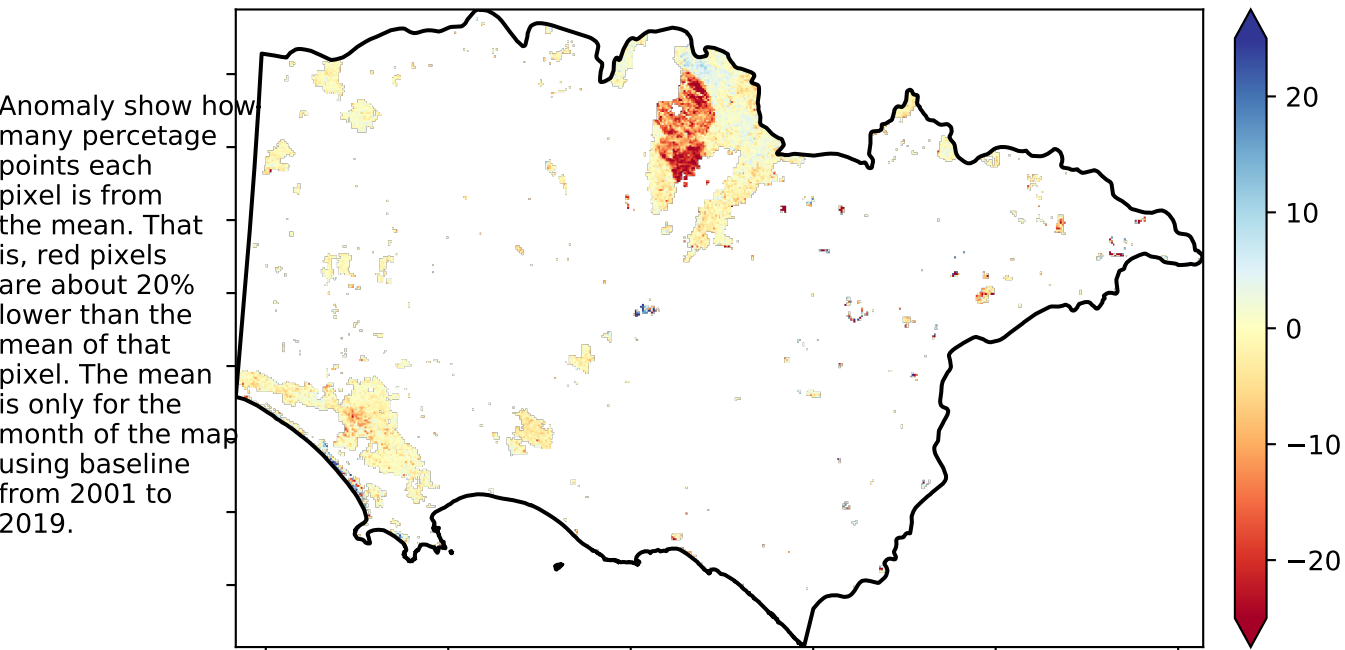 Anomaly show how
many percetage
points each
pixel is from
the mean. That
is, red pixels
are about 20%
lower than the
mean of that
pixel. The mean
is only for the
month of the map
using baseline
from 2001 to
2019.
20
10
0
−10
−20